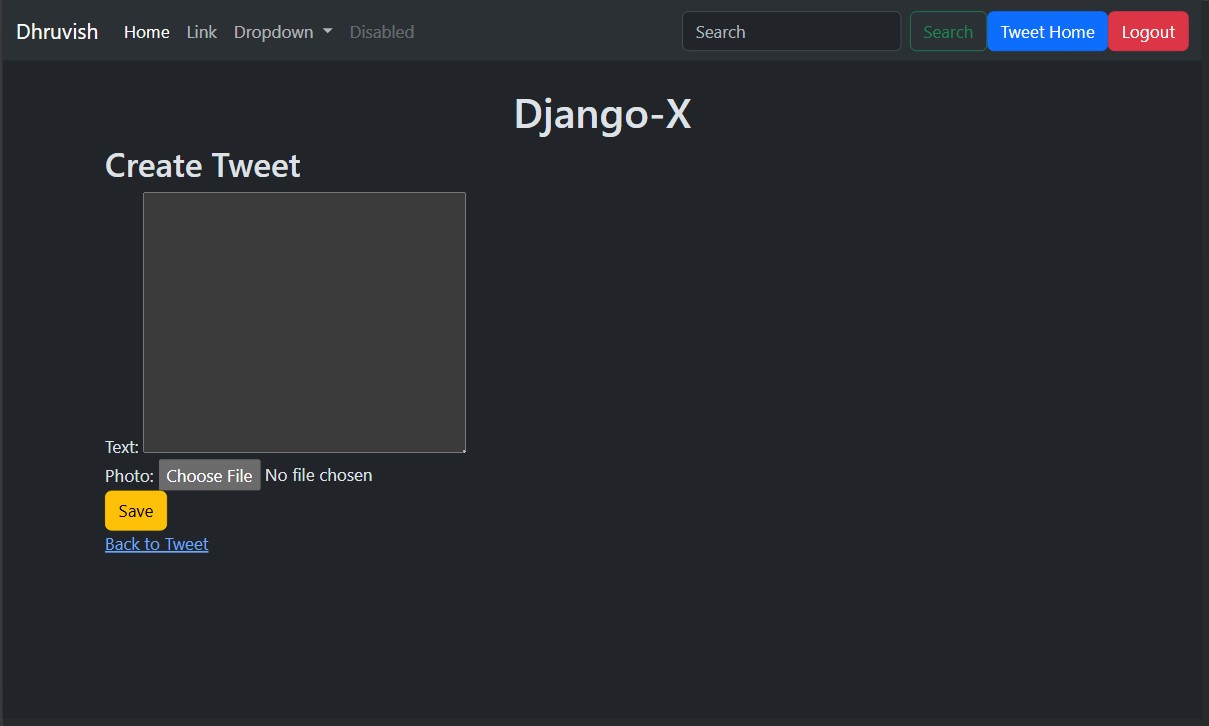 Dhruvish Home Link Dropdown Disabled Search Search Tweet Home Logout
Django-X
Create Tweet
Text:
Photo: Choose File No file chosen
Save
Back to Tweet